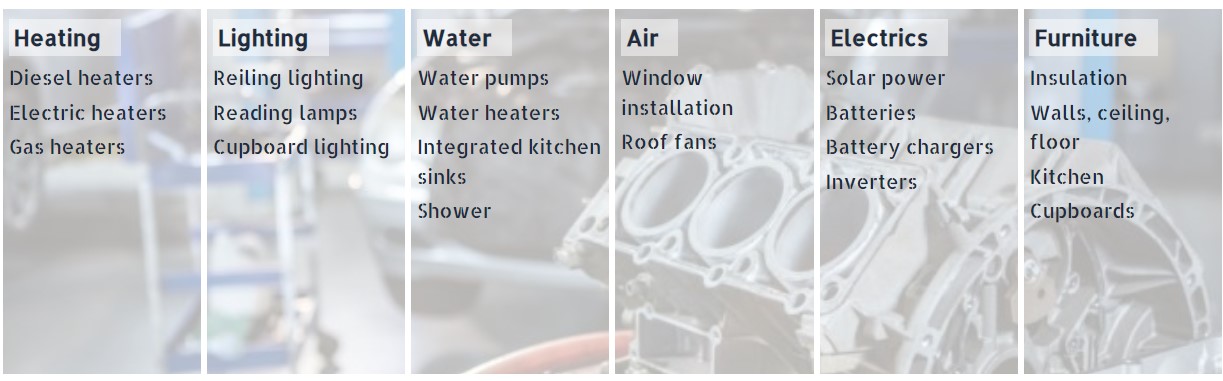 Heating
Diesel heaters
Electric heaters
Gas heaters
Lighting
Reiling lighting
Reading lamps
Cupboard lighting
Water
Water pumps
Water heaters
Integrated kitchen
sinks
Shower
Air
Window
installation
Roof fans
Electrics
Solar power
Batteries
Battery chargers
Inverters
Furniture
Insulation
Walls, ceiling,
floor
Kitchen
Cupboards